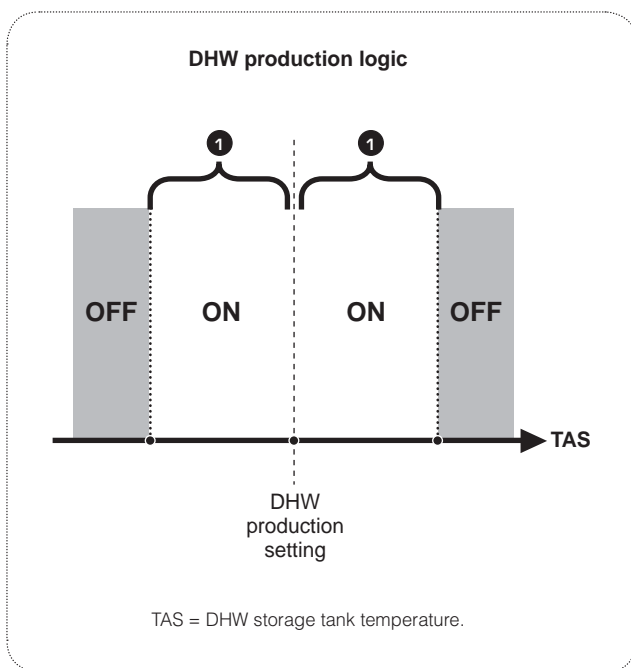 DHW production logic
1 1
OFF ON ON OFF
TAS
DHW
production
setting
TAS = DHW storage tank temperature.